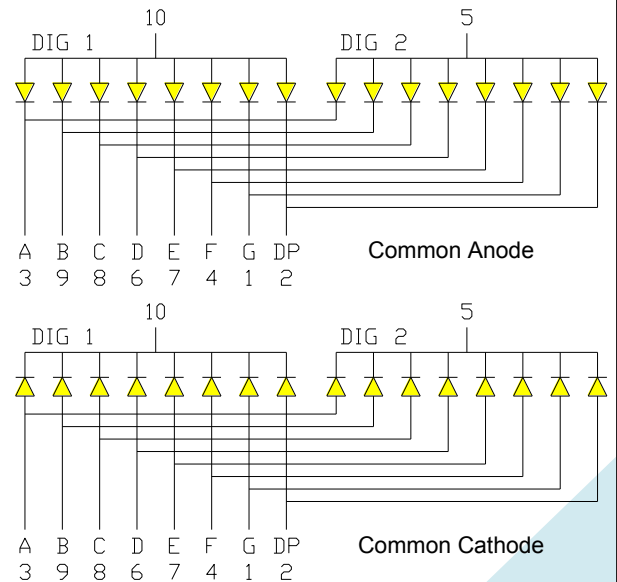 10 5
DIG 1 DIG 2
A B C D E F G DP Common Anode
3 9 8 6 7 4 1 2
10 5
DIG 1 DIG 2
A B C D E F G DP Common Cathode
3 9 8 6 7 4 1 2